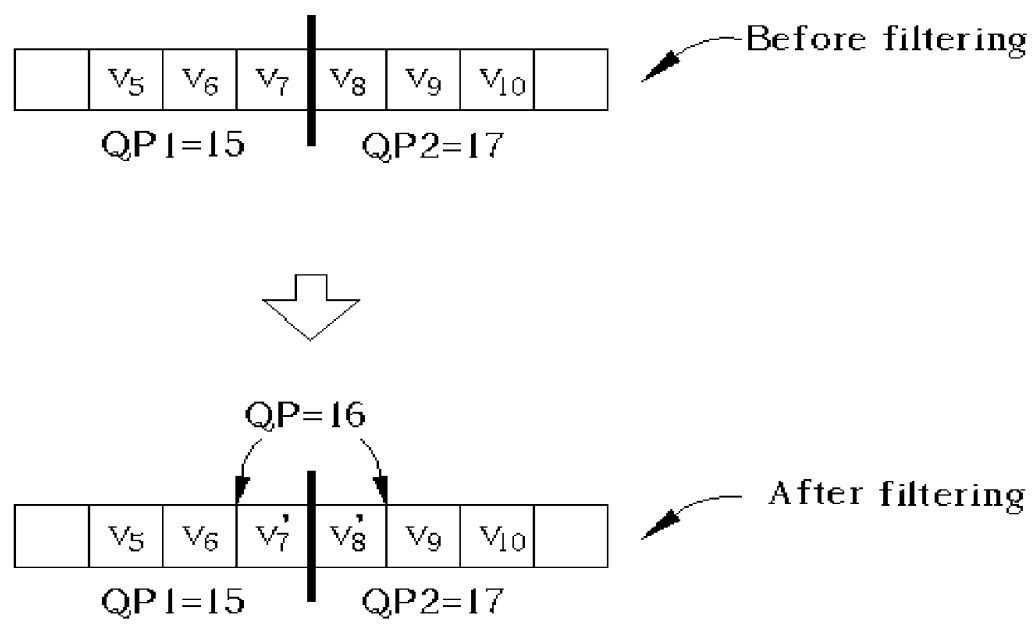 Before filtering
V5 V6 V7 V8 V9 V10
QP1=15 QP2=17
QP=16
After filtering
V5 V6 V7' V8' V9 V10
QP1=15 QP2=17